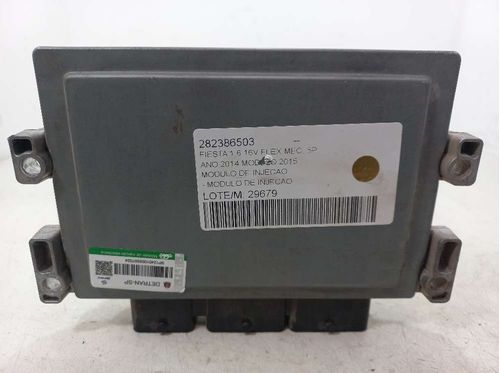 282386503
FIESTA 1.6 16V FLEX MEC. SP
ANO 2014 MODELO 2015
MODULO DE INJECAO
- MODULO DE INJECAO
LOTE/M 29679
DETRAN-SP